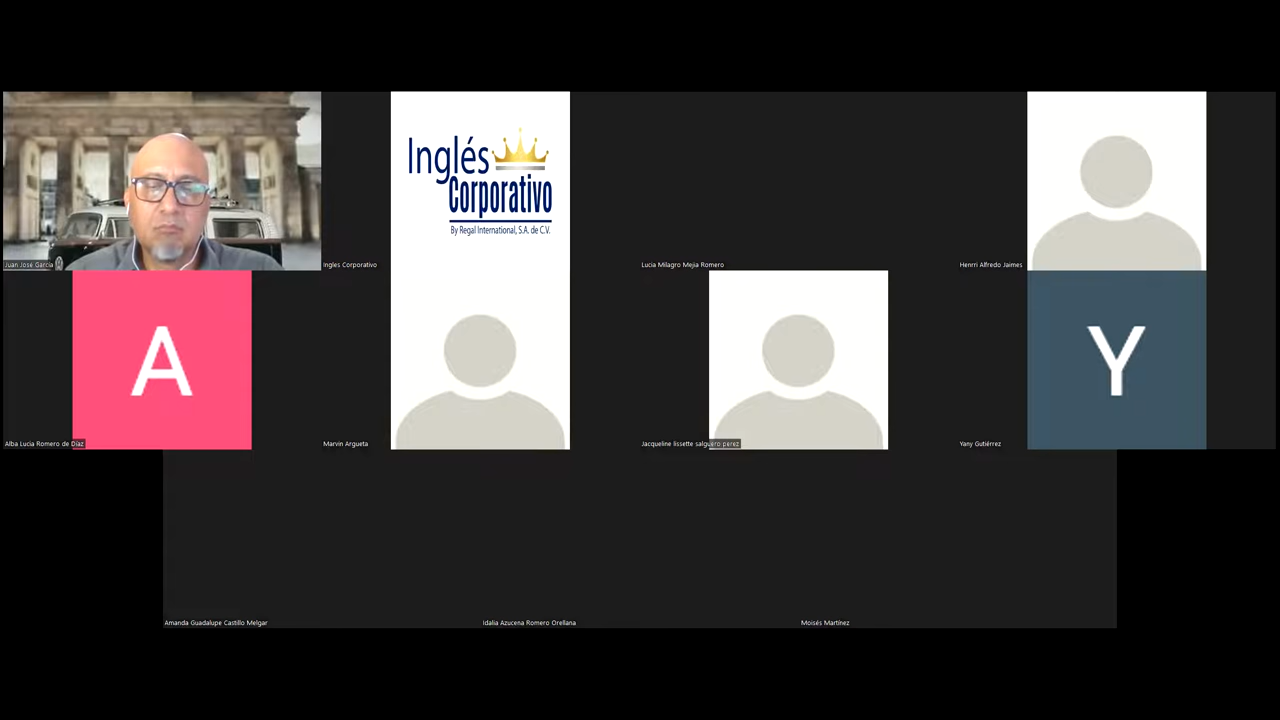 Inglés
Corporativo
By Regal International, S.A. de C.V.
Juan José García
Ingles Corporativo
Lucia Milagro Mejia Romero
Henrri Alfredo Jaimes
A
Y
Alba Lucia Romero de Díaz
Marvin Argueta
Jacqueline lissette salguero perez
Yany Gutiérrez
Amanda Guadalupe Castillo Melgar
Idalia Azucena Romero Orellana
Moisés Martínez